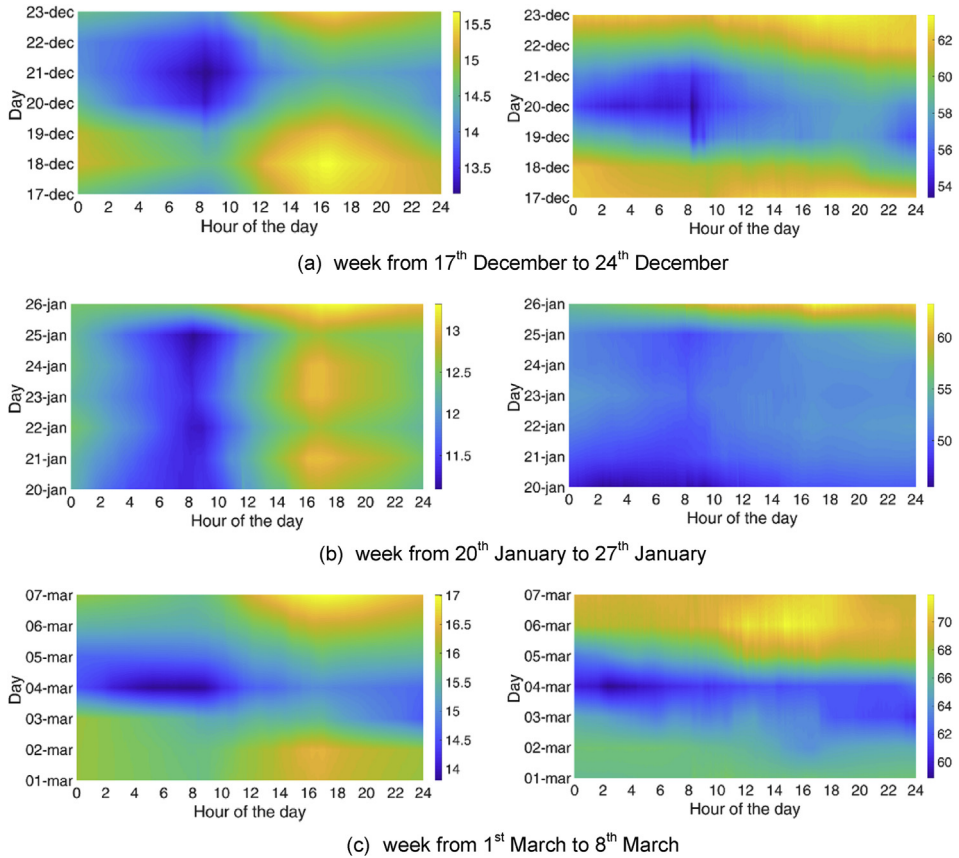 23-dec
22-dec
21-dec
20-dec
19-dec
18-dec
17-dec
Day
0 2 4 6 8 10 12 14 16 18 20 22 24
Hour of the day
15.5
15
14.5
14
13.5
23-dec
22-dec
21-dec
20-dec
19-dec
18-dec
17-dec
Day
0 2 4 6 8 10 12 14 16 18 20 22 24
Hour of the day
62
60
58
56
54
(a) week from 17th December to 24th December
26-jan
25-jan
24-jan
23-jan
22-jan
21-jan
20-jan
Day
0 2 4 6 8 10 12 14 16 18 20 22 24
Hour of the day
13
12.5
12
11.5
26-jan
25-jan
24-jan
23-jan
22-jan
21-jan
20-jan
Day
0 2 4 6 8 10 12 14 16 18 20 22 24
Hour of the day
60
55
50
(b) week from 20th January to 27th January
07-mar
06-mar
05-mar
04-mar
03-mar
02-mar
01-mar
Day
0 2 4 6 8 10 12 14 16 18 20 22 24
Hour of the day
17
16.5
16
15.5
15
14.5
14
07-mar
06-mar
05-mar
04-mar
03-mar
02-mar
01-mar
Day
0 2 4 6 8 10 12 14 16 18 20 22 24
Hour of the day
70
68
66
64
62
60
(c) week from 1st March to 8th March